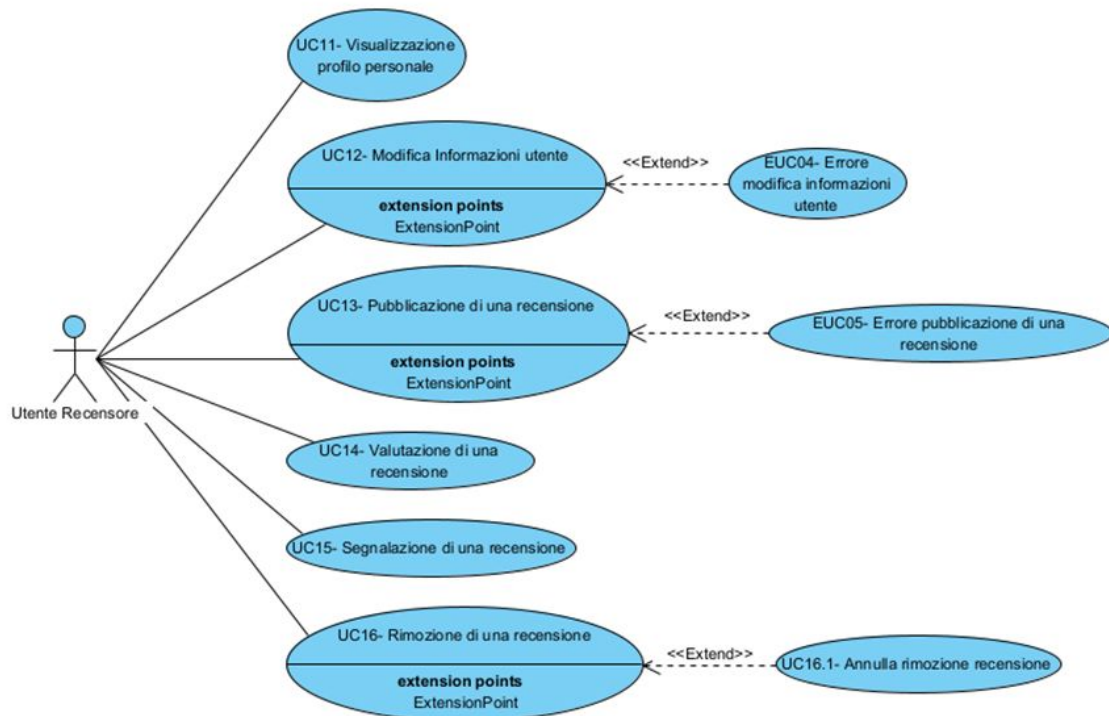 UC11- Visualizzazione
profilo personale
UC12- Modifica Informazioni utente
extension points
ExtensionPoint
<<Extend>>
EUC04- Errore
modifica informazioni
utente
UC13- Pubblicazione di una recensione
extension points
ExtensionPoint
<<Extend>>
EUC05- Errore pubblicazione di una
recensione
Utente Recensore
UC14- Valutazione di una
recensione
UC15- Segnalazione di una recensione
UC16- Rimozione di una recensione
extension points
ExtensionPoint
<<Extend>>
UC16.1- Annulla rimozione recensione